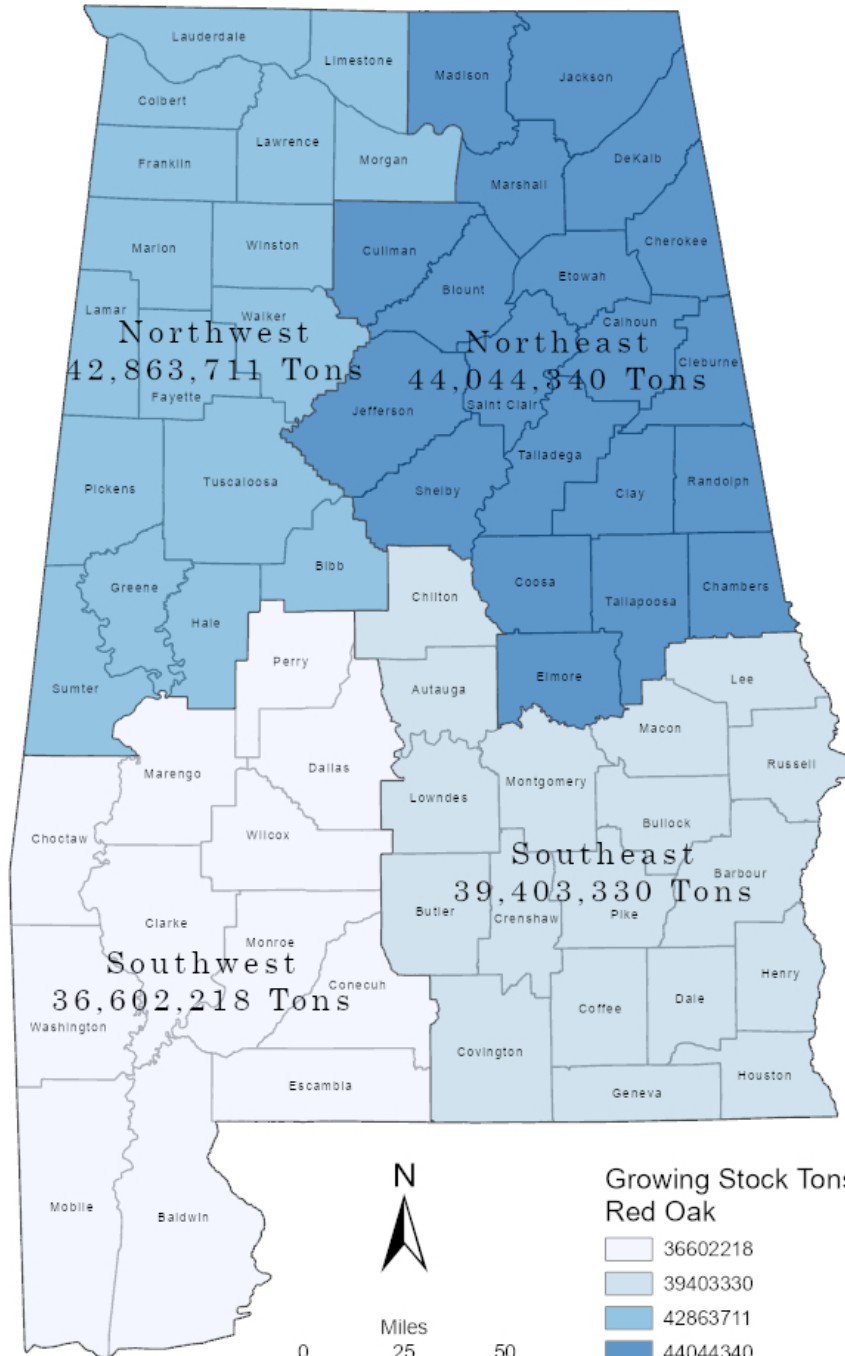 Lauderdale
Limestone
Madison
Jackson
Colbert
Lawrence
Franklin
Morgan
DeKalb
Marshall
Marion
Winston
Cullman
Cherokee
Etowah
Blount
Lamar
Walker
Calhoun
Northwest
42,863,711 Tons
Fayette
Northeast
44,044,340 Tons
Cleburne
Saint Clair
Jefferson
Talladega
Pickens
Tuscaloosa
Shelby
Clay
Randolph
Bibb
Greene
Hale
Chilton
Coosa
Tallapoosa
Chambers
Perry
Sumter
Autauga
Elmore
Lee
Macon
Marengo
Dallas
Russell
Montgomery
Lowndes
Choctaw
Wilcox
Bullock
Southeast
39,403,330 Tons
Barbour
Butler
Crenshaw
Pike
Clarke
Monroe
Southwest
36,602,218 Tons
Conecuh
Washington
Henry
Coffee
Dale
Covington
Escambia
Geneva
Houston
Mobile
Baldwin
N
Miles
0 25 50
Growing Stock Tons
Red Oak
36602218
39403330
42863711
44044340